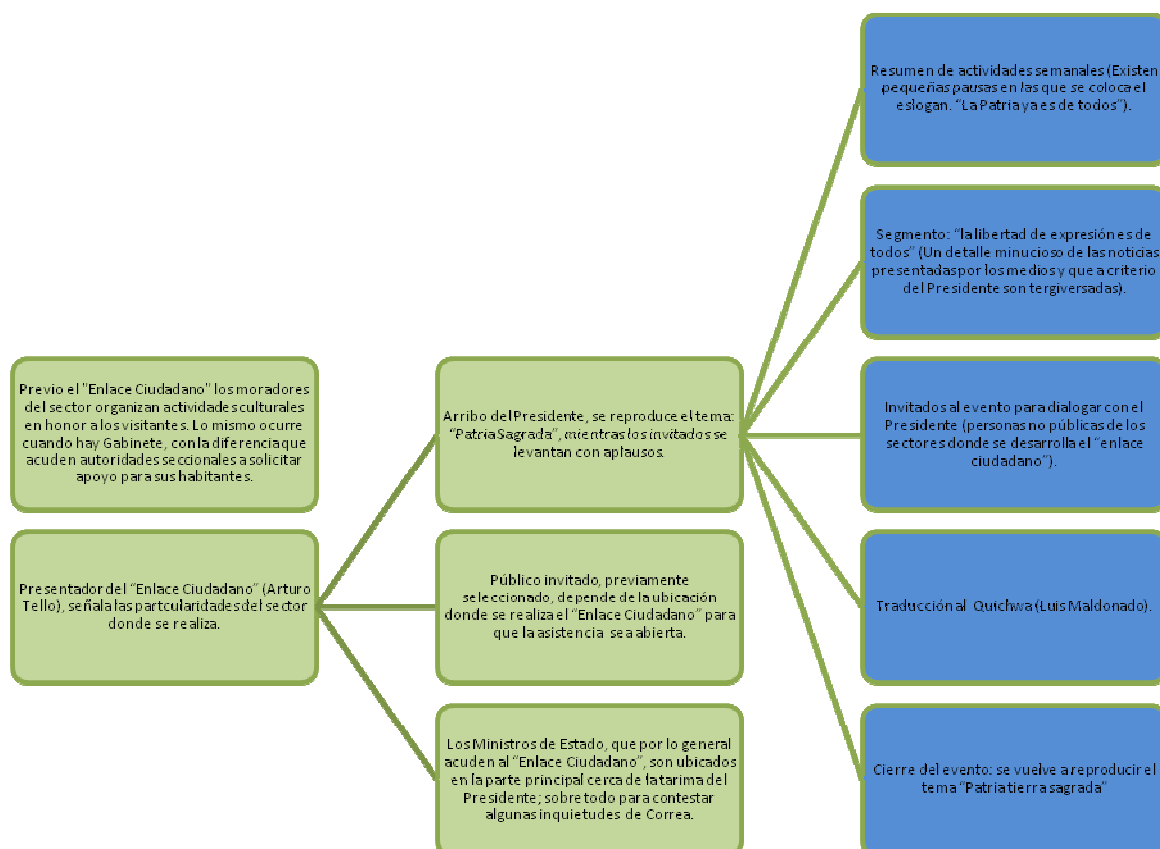 Previo el "Enlace Ciudadano" los moradores
del sector organizan actividades culturales
en honor a los visitantes. Lo mismo ocurre
cuando hay Gabinete, con la diferencia que
acuden autoridades seccionales a solicitar
apoyo para sus habitantes.
Presentador del "Enlace Ciudadano" (Arturo
Tello), señala las partcularidades del sector
donde se realiza.
Arribo del Presidente, se reproduce el tema:
"Patria Sagrada", mientras los invitados se
levantan con aplausos.
Público invitado, previamente
seleccionado, depende de la ubicación
donde se realiza el "Enlace Ciudadano" para
que la asistencia sea abierta.
Los Ministros de Estado, que por lo general
acuden al "Enlace Ciudadano", son ubicados
en la parte principal cerca de la tarima del
Presidente; sobre todo para contestar
algunas inquietudes de Correa.
Resumen de actividades semanales (Existen
pequeñas pausas en las que se coloca el
eslogan. "La Patria ya es de todos").
Segmento: "la libertad de expresión es de
todos" (Un detalle minucioso de las noticias
presentadas por los medios y que a criterio
del Presidente son tergiversadas).
Invitados al evento para dialogar con el
Presidente (personas no públicas de los
sectores donde se desarrolla el "enlace
ciudadano").
Traducción al Quichwa (Luis Maldonado).
Cierre del evento: se vuelve a reproducir el
tema "Patria tierra sagrada"